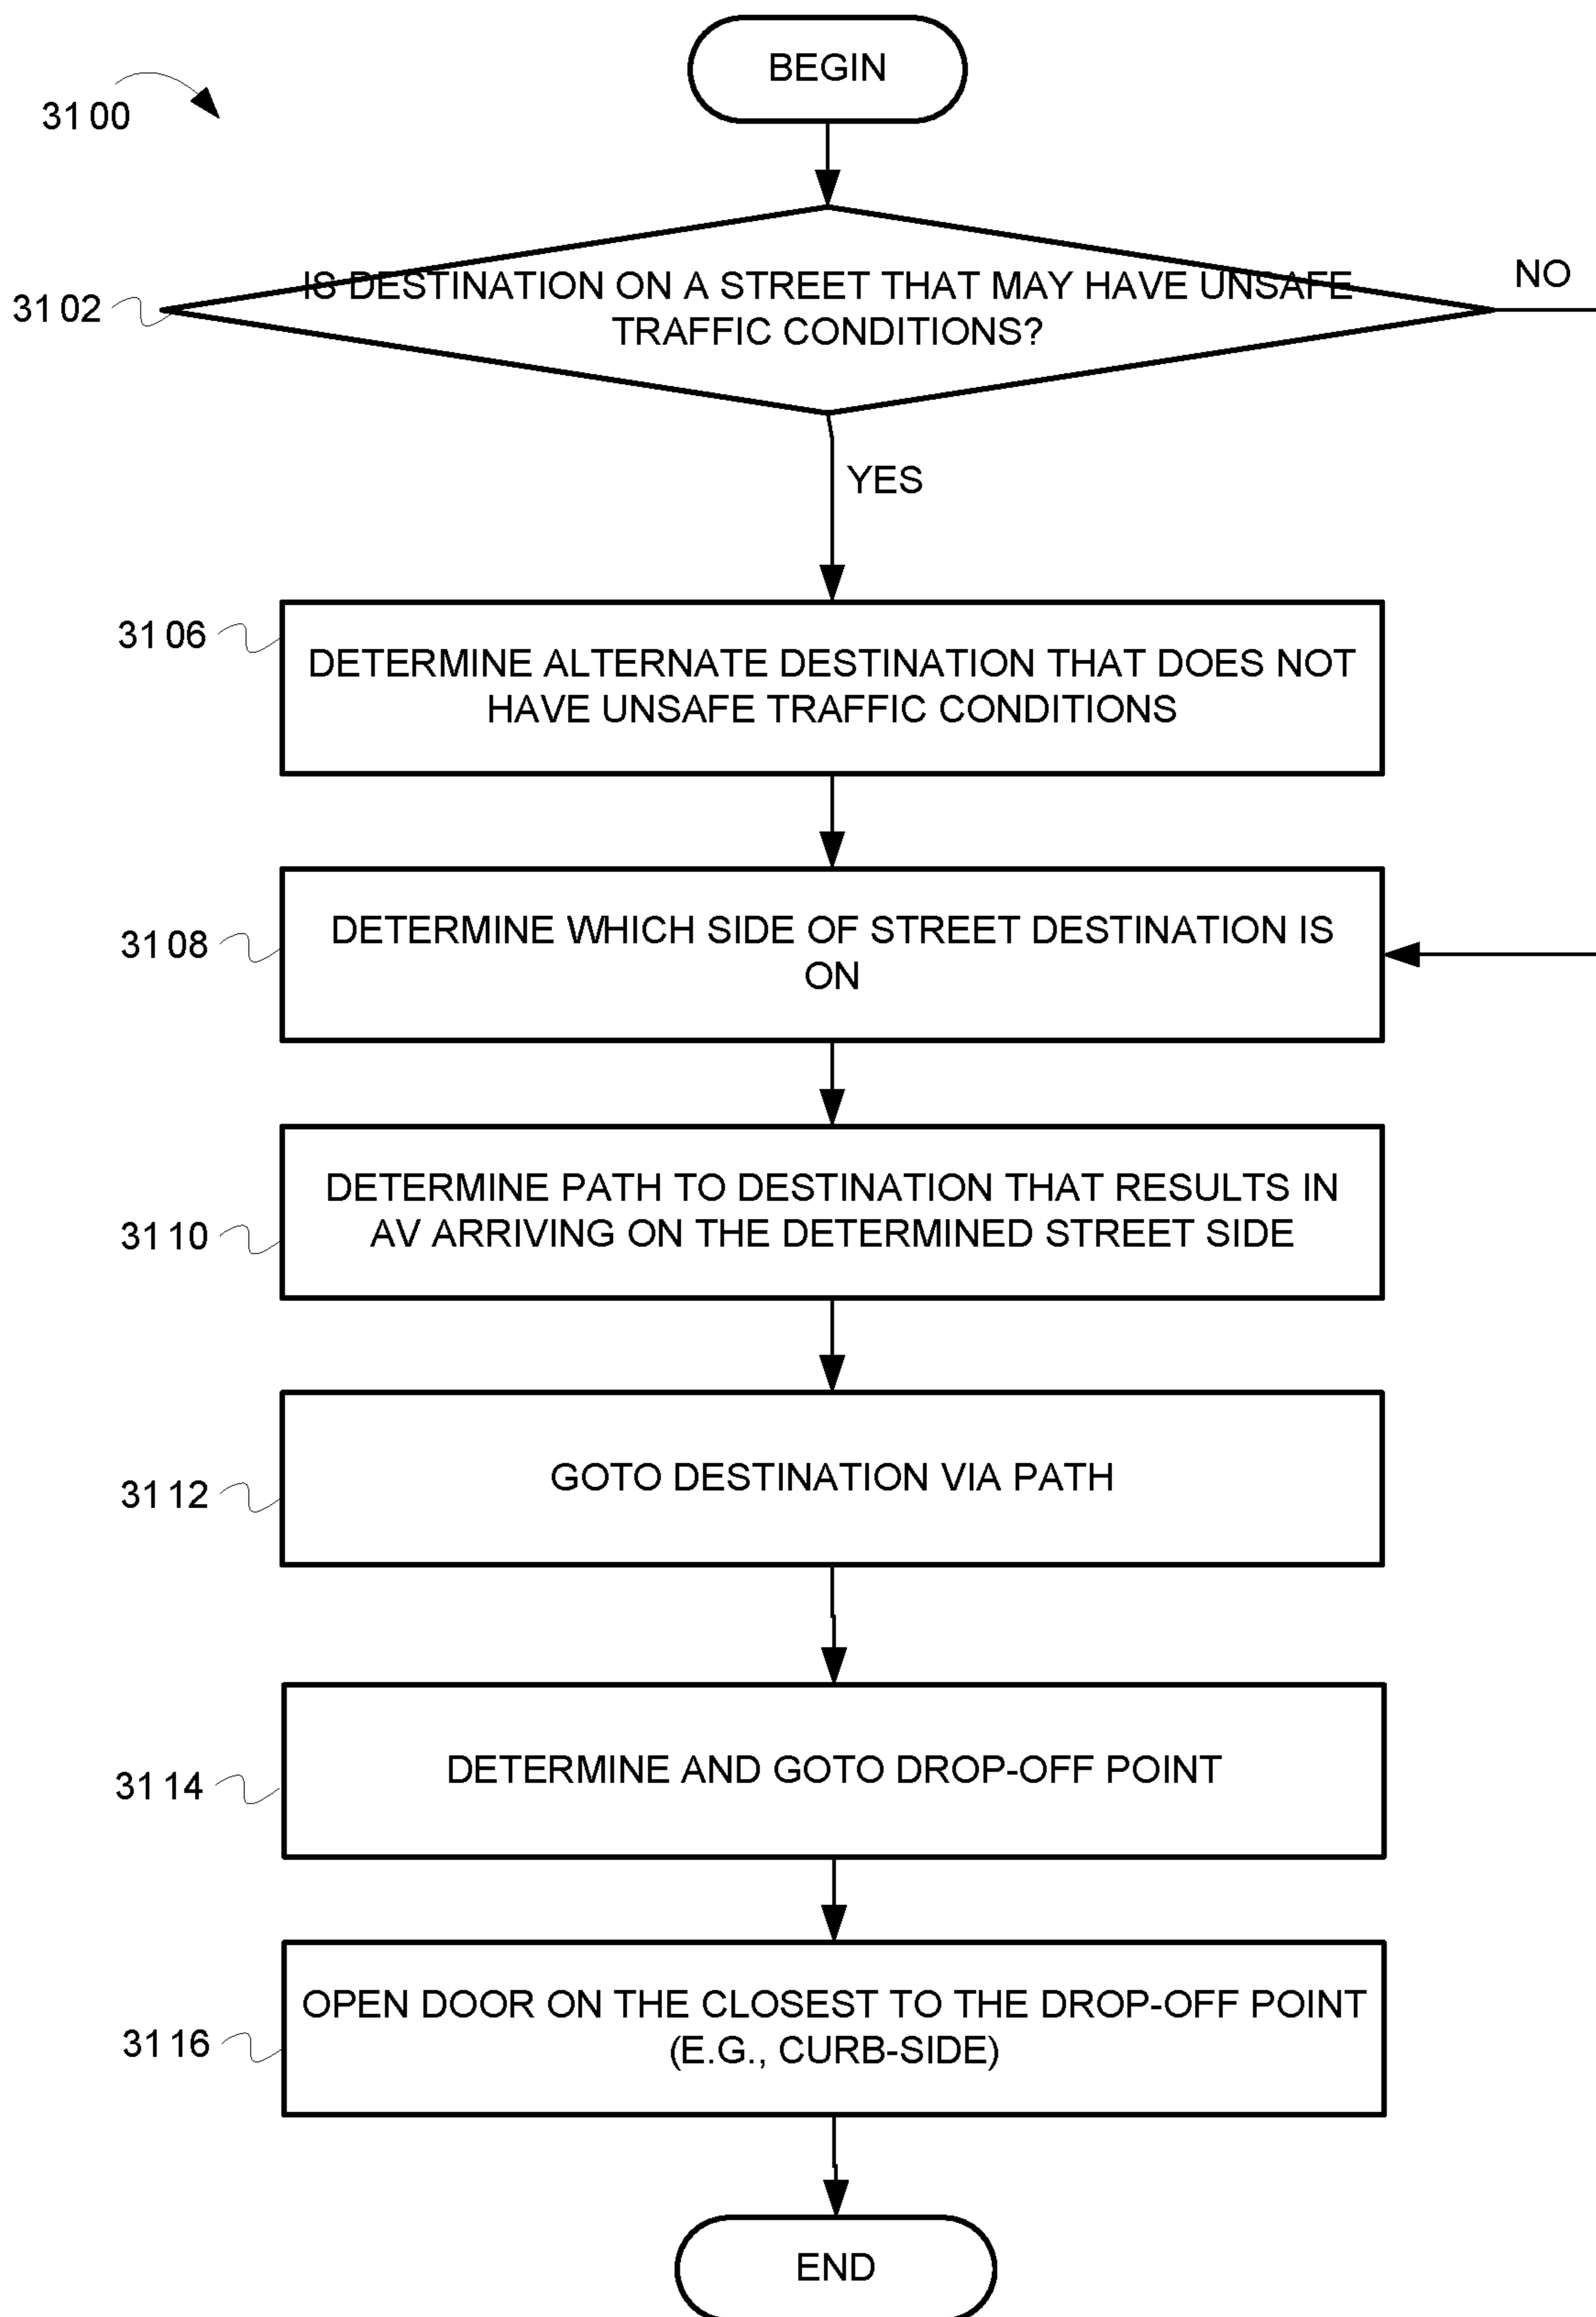 BEGIN
3100
IS DESTINATION ON A STREET THAT MAY HAVE UNSAFE
TRAFFIC CONDITIONS?
NO
3102
YES
3106
DETERMINE ALTERNATE DESTINATION THAT DOES NOT
HAVE UNSAFE TRAFFIC CONDITIONS
3108
DETERMINE WHICH SIDE OF STREET DESTINATION IS
ON
3110
DETERMINE PATH TO DESTINATION THAT RESULTS IN
AV ARRIVING ON THE DETERMINED STREET SIDE
3112
GOTO DESTINATION VIA PATH
3114
DETERMINE AND GOTO DROP-OFF POINT
3116
OPEN DOOR ON THE CLOSEST TO THE DROP-OFF POINT
(E.G., CURB-SIDE)
END